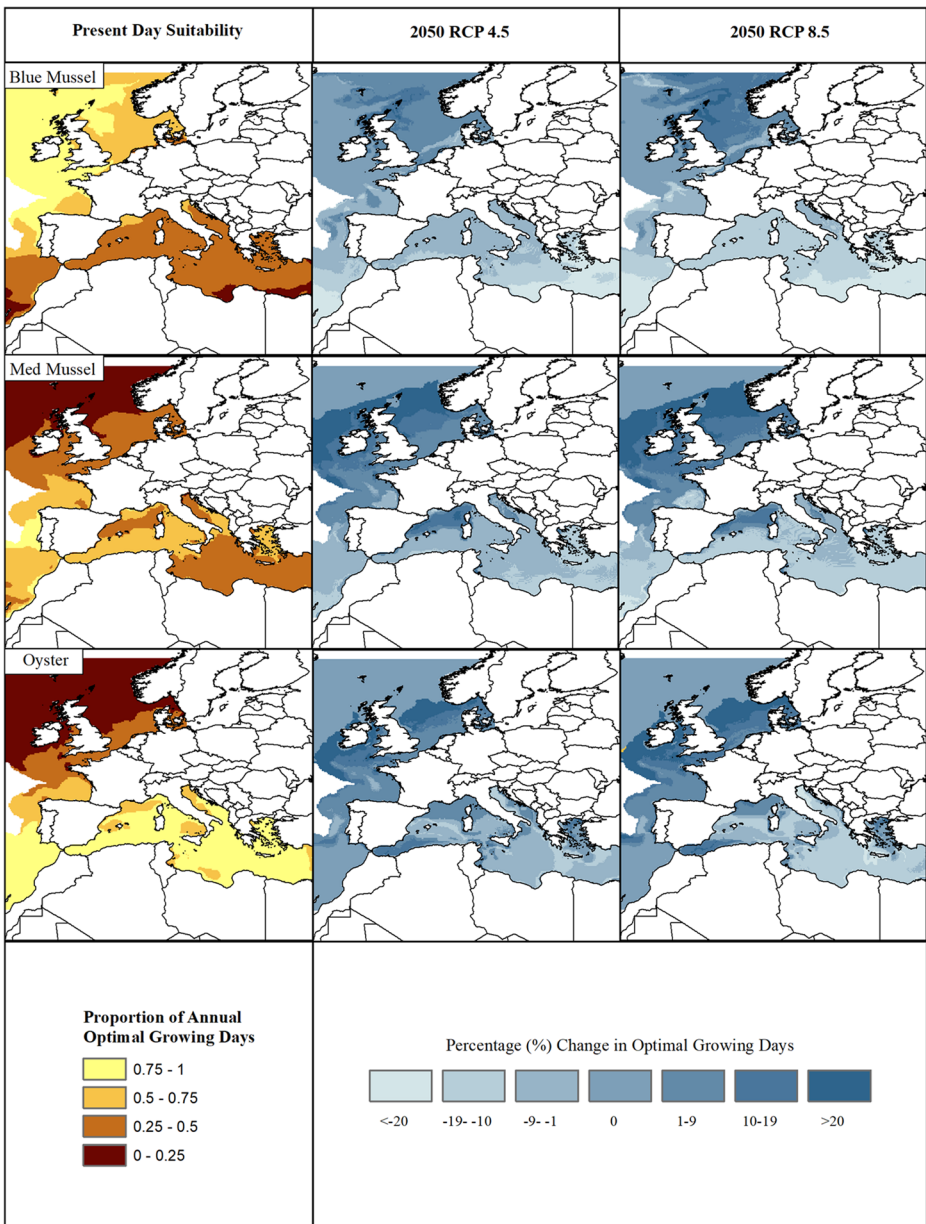 Present Day Suitability
2050 RCP 4.5
2050 RCP 8.5
Blue Mussel
Med Mussel
Oyster
Proportion of Annual
Optimal Growing Days
0.75 - 1
0.5 - 0.75
0.25 - 0.5
0 - 0.25
Percentage (%) Change in Optimal Growing Days
<-20
-19- -10
-9- -1
0
1-9
10-19
>20